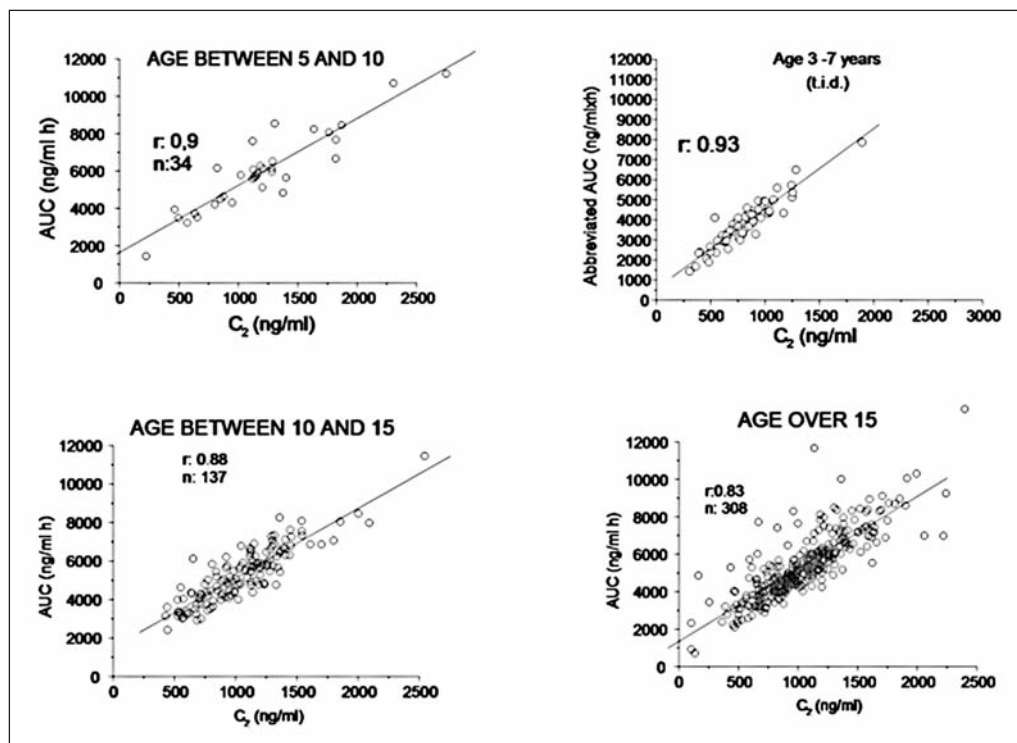 AGE BETWEEN 5 AND 10
12000
10000
8000
6000
4000
2000
0
AUC (ng/ml h)
r: 0,9
n:34
0 500 1000 1500 2000 2500 3000
C2 (ng/ml)
Age 3 -7 years
(t.i.d.)
12000
11000
10000
9000
8000
7000
6000
5000
4000
3000
2000
1000
0
Abbreviated AUC (ng/mlxh)
r: 0.93
0 500 1000 1500 2000 2500 3000
C2 (ng/ml
AGE BETWEEN 10 AND 15
r: 0.88
n: 137
12000
10000
8000
6000
4000
2000
0
AUC (ng/ml h)
0 500 1000 1500 2000 2500
C2 (ng/ml)
AGE OVER 15
r:0.83
n: 308
12000
10000
8000
6000
4000
2000
0
AUC (ng/ml h)
0 500 1000 1500 2000 2500
C2 (ng/ml)